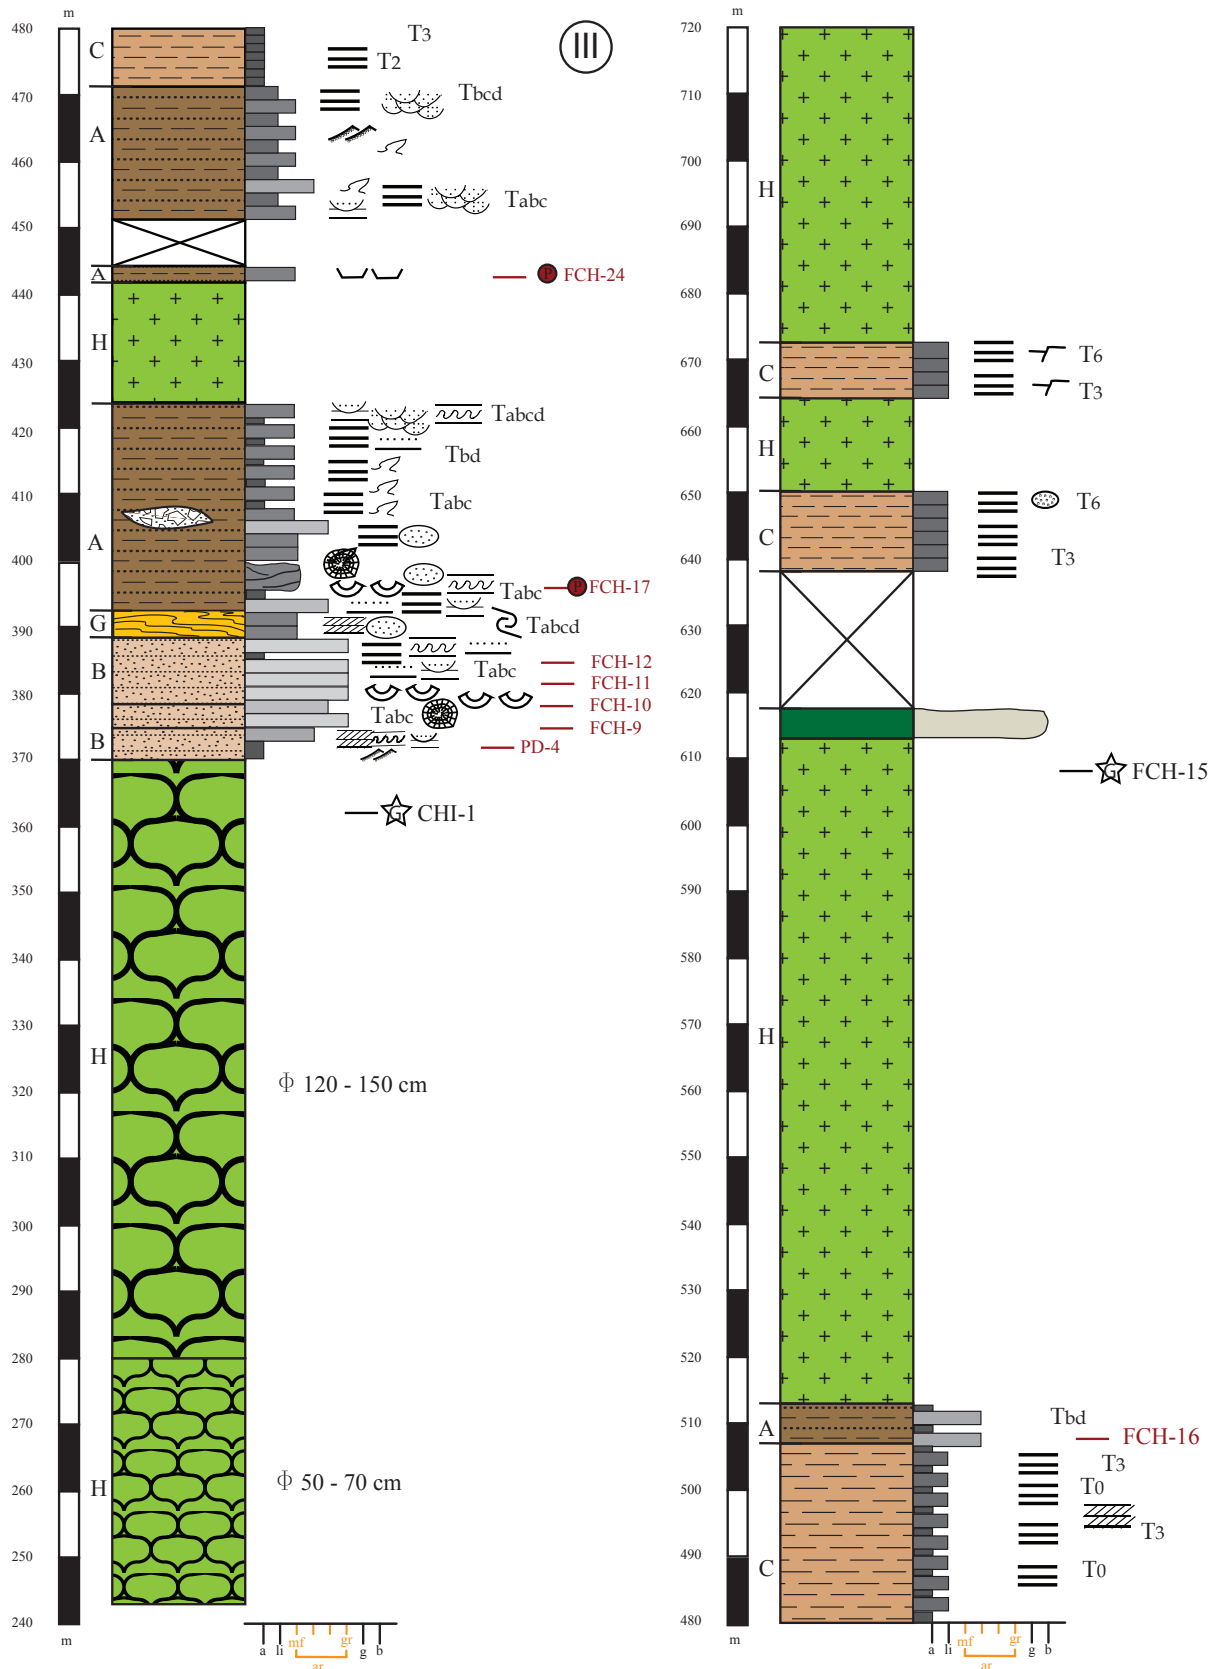 m
480
470
460
450
440
430
420
410
400
390
380
370
360
350
340
330
320
310
300
290
280
270
260
250
240
m
C
A
A
H
A
G
B
B
H
H
III
T3
T2
Tbcd
Tabc
P FCH-24
Tabcd
Tbd
Tabc
Tabc
P FCH-17
Tabcd
FCH-12
Tabc
FCH-11
Tabc
FCH-10
FCH-9
PD-4
G CHI-1
Φ 120 - 150 cm
Φ 50 - 70 cm
a li mf gr g b
ar
m
720
710
700
690
680
670
660
650
640
630
620
610
600
590
580
570
560
550
540
530
520
510
500
490
480
m
H
C
H
C
H
A
C
T6
T3
T6
T3
G FCH-15
Tbd
FCH-16
T3
T0
T3
T0
a li mf gr g b
ar